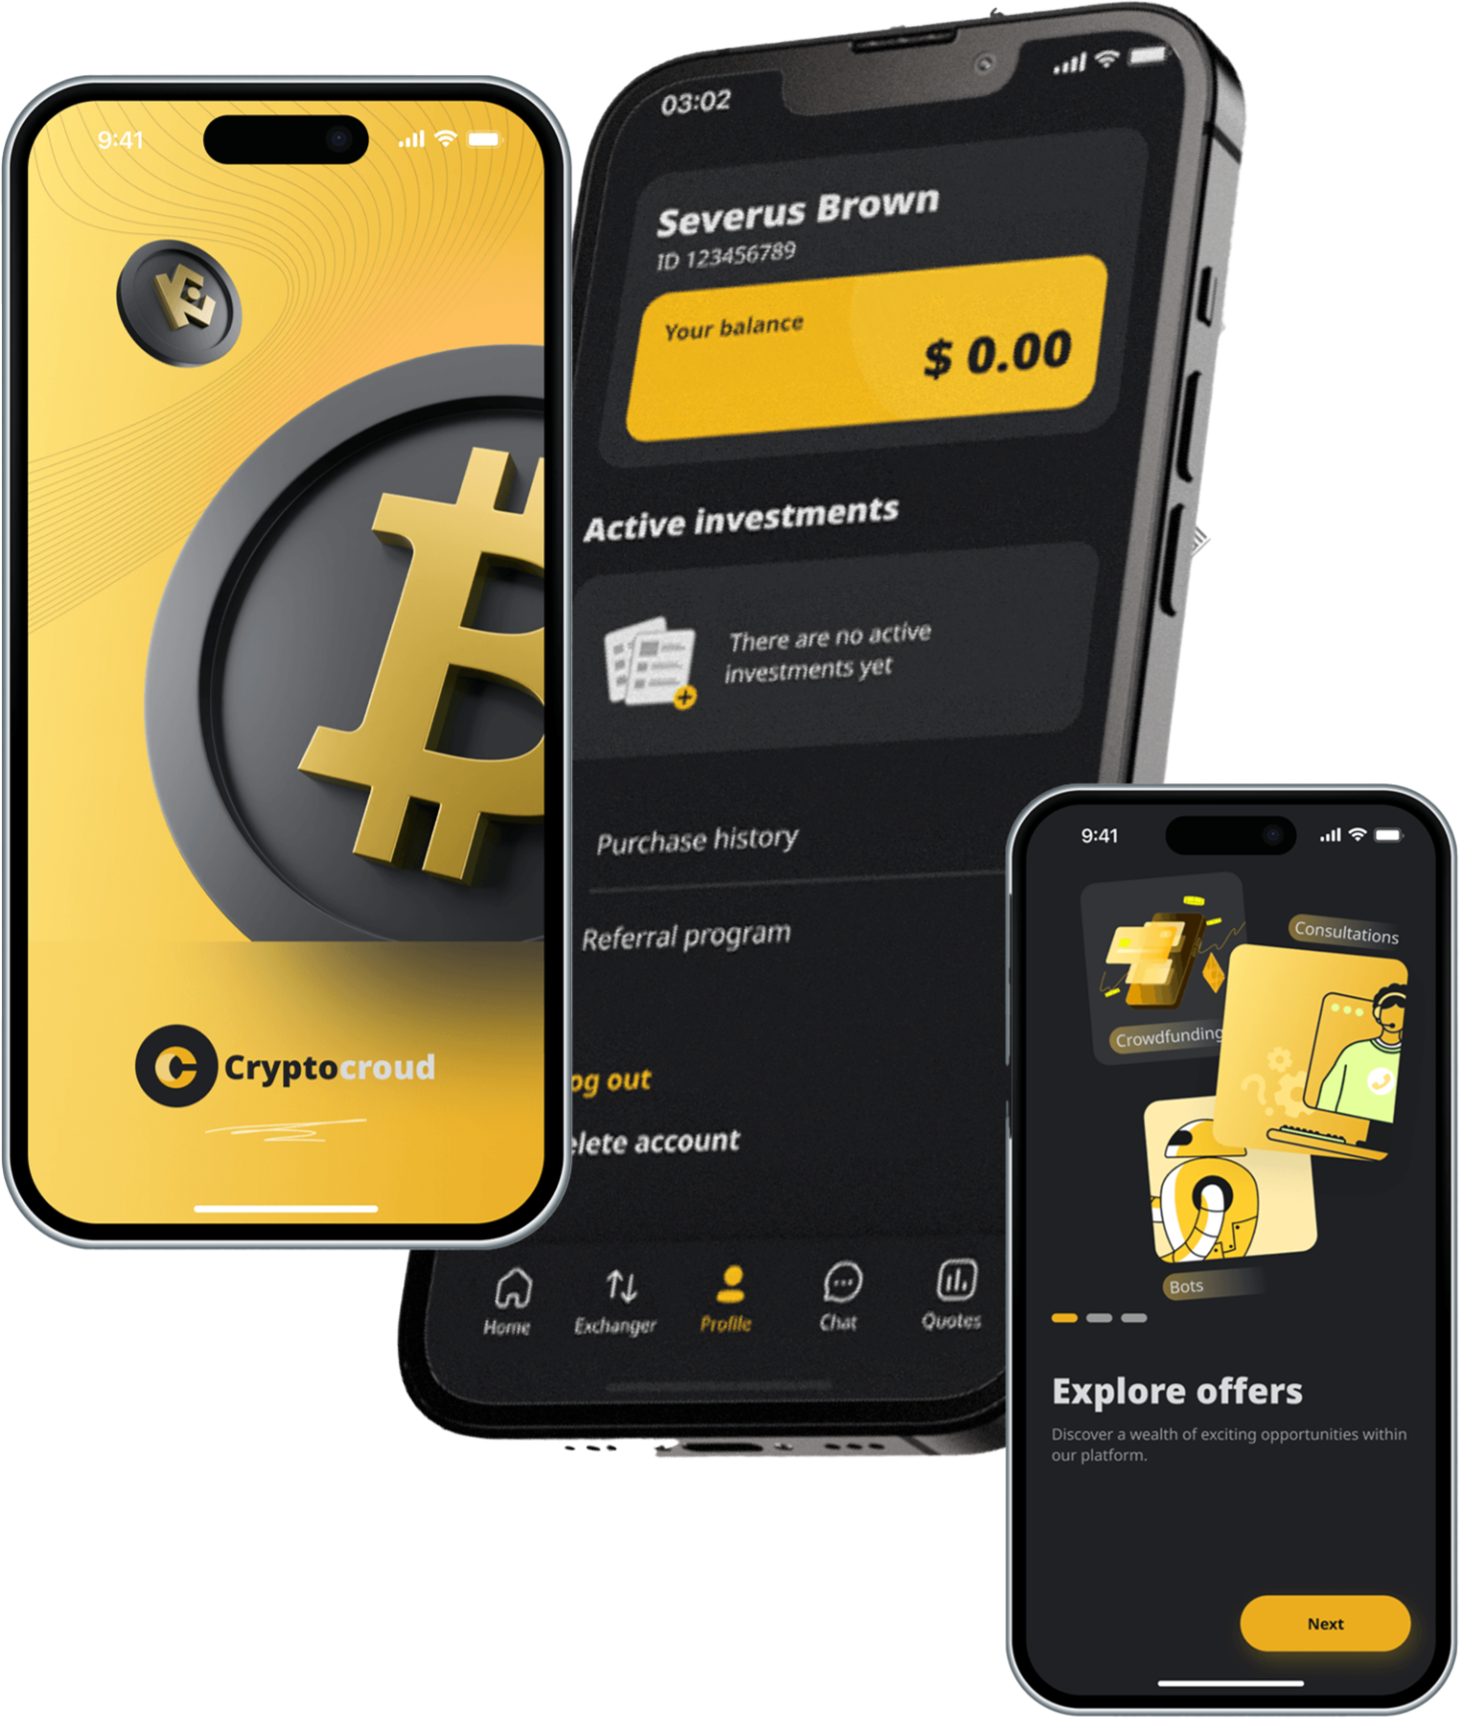 9:41
Cryptocroud
03:02
Severus Brown
ID 123456789
Your balance
$ 0.00
Active investments
There are no active
investments yet
Purchase history
Referral program
og out
elete account
Home
Exchanger
Profile
Chat
Quotes
9:41
Consultations
Crowdfunding
Bots
Explore offers
Discover a wealth of exciting opportunities within
our platform.
Next